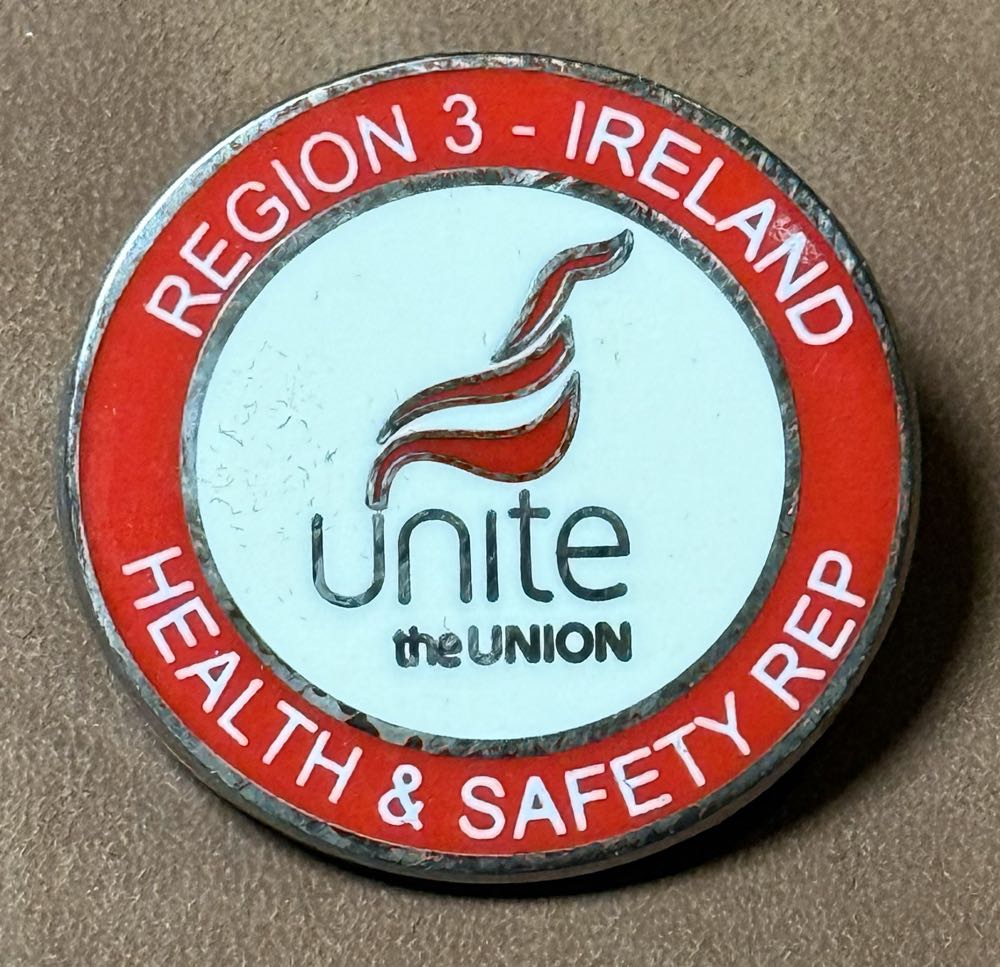 REGION 3 - IRELAND
unite
the UNION
HEALTH & SAFETY REP